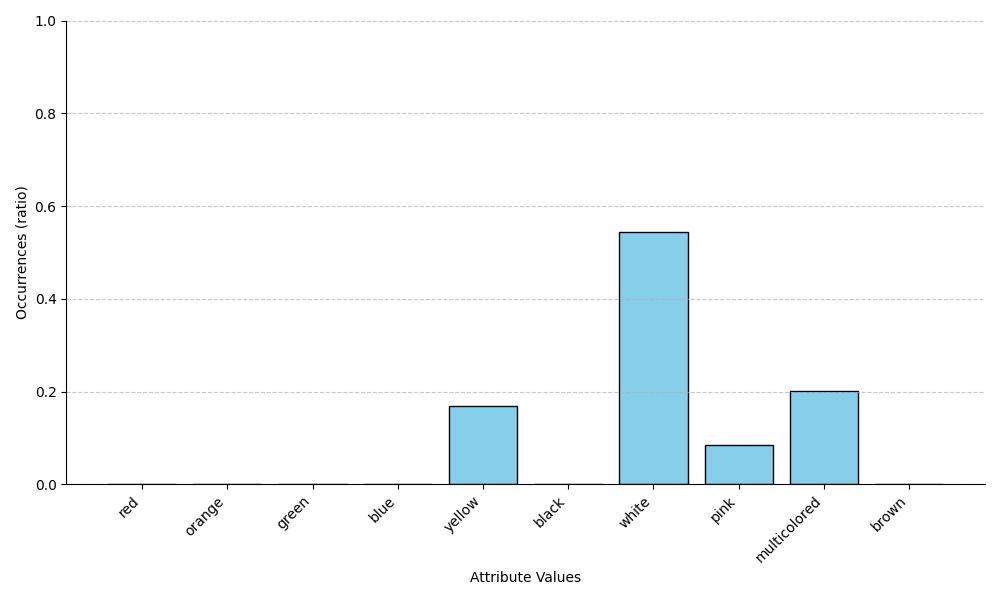 1.0
0.8
0.6
0.4
0.2
0.0
Occurrences (ratio)
red
orange
green
blue
yellow
black
white
pink
multicolored
brown
Attribute Values